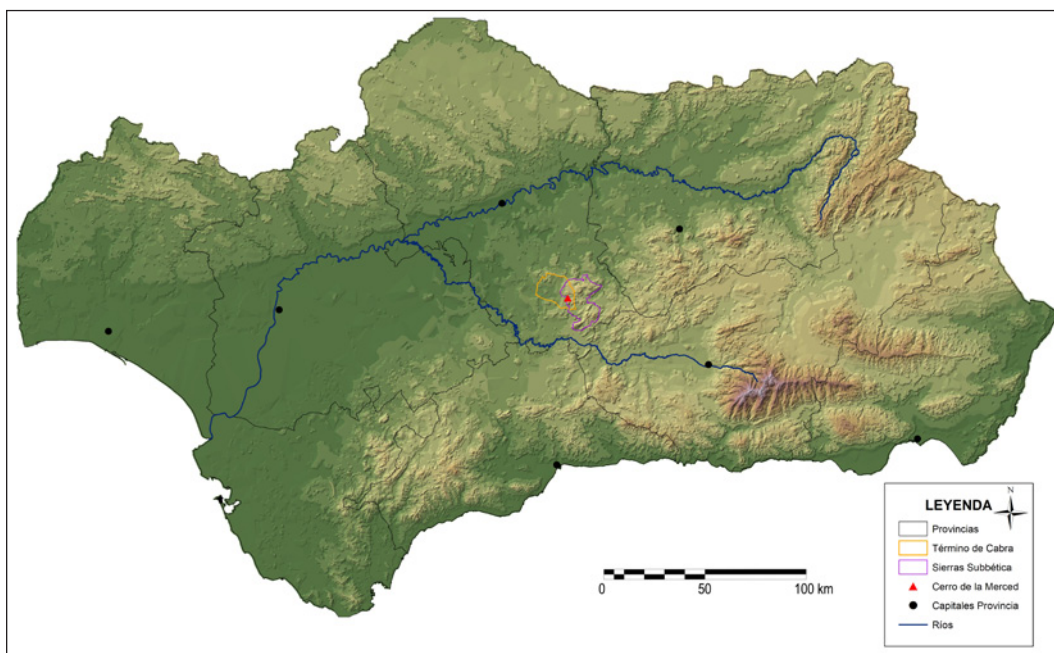 N
LEYENDA
Provincias
Término de Cabra
Sierras Subbética
Cerro de la Merced
Capitales Provincia
Ríos
0 50 100 km